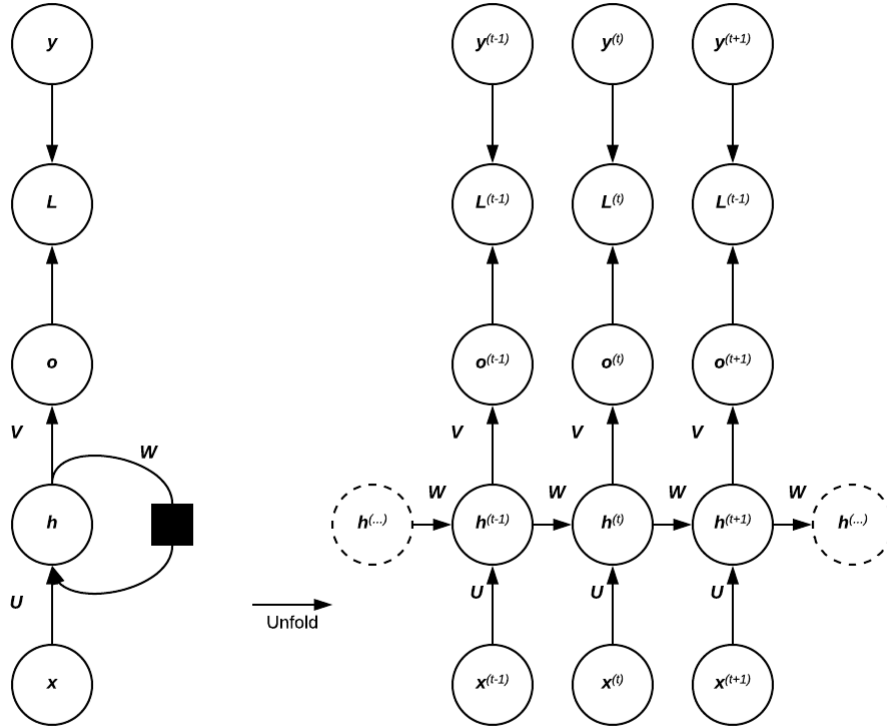 y y(t-1) y(t) y(t+1)
L L(t-1) L(t) L(t-1)
o o(t-1) o(t) o(t+1)
V V V V
W
W W W W
h h(...) h(t-1) h(t) h(t+1) h(...)
U U U U
Unfold
x x(t-1) x(t) x(t+1)